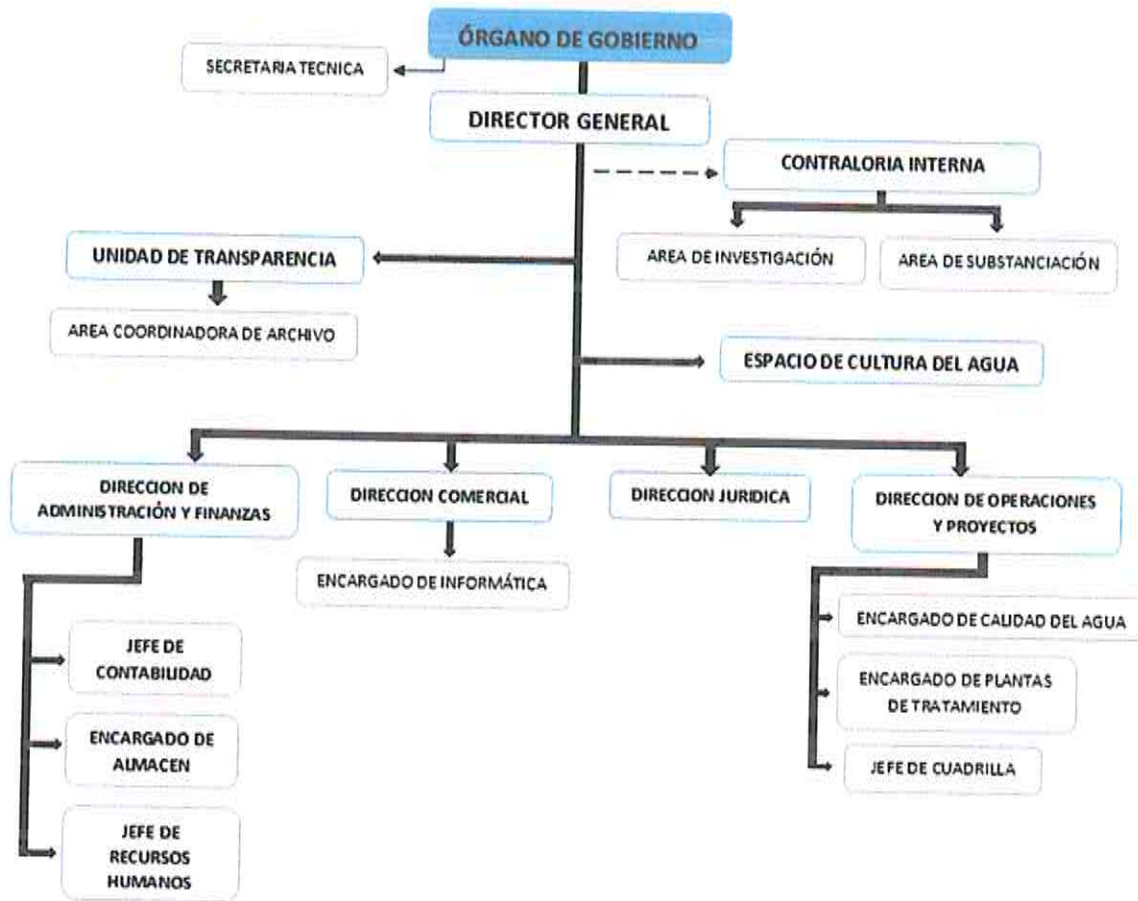 ÓRGANO DE GOBIERNO
SECRETARIA TECNICA
DIRECTOR GENERAL
CONTRALORIA INTERNA
AREA DE INVESTIGACIÓN
AREA DE SUBSTANCIACIÓN
UNIDAD DE TRANSPARENCIA
AREA COORDINADORA DE ARCHIVO
ESPACIO DE CULTURA DEL AGUA
DIRECCION DE
ADMINISTRACIÓN Y FINANZAS
DIRECCION COMERCIAL
DIRECCION JURIDICA
DIRECCION DE OPERACIONES
Y PROYECTOS
ENCARGADO DE INFORMÁTICA
JEFE DE
CONTABILIDAD
ENCARGADO DE
ALMACEN
JEFE DE
RECURSOS
HUMANOS
ENCARGADO DE CALIDAD DEL AGUA
ENCARGADO DE PLANTAS
DE TRATAMIENTO
JEFE DE CUADRILLA